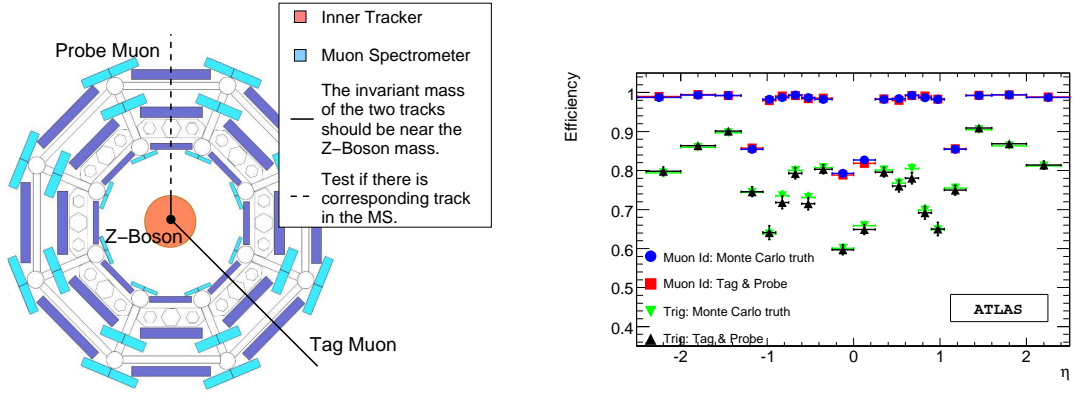 Probe Muon
Z-Boson
Tag Muon
Inner Tracker
Muon Spectrometer
The invariant mass
of the two tracks
should be near the
Z-Boson mass.
Test if there is
corresponding track
in the MS.
Efficiency
1
0.9
0.8
0.7
0.6
0.5
0.4
Muon Id: Monte Carlo truth
Muon Id: Tag & Probe
Trig: Monte Carlo truth
Trig: Tag & Probe
ATLAS
-2 -1 0 1 2
η